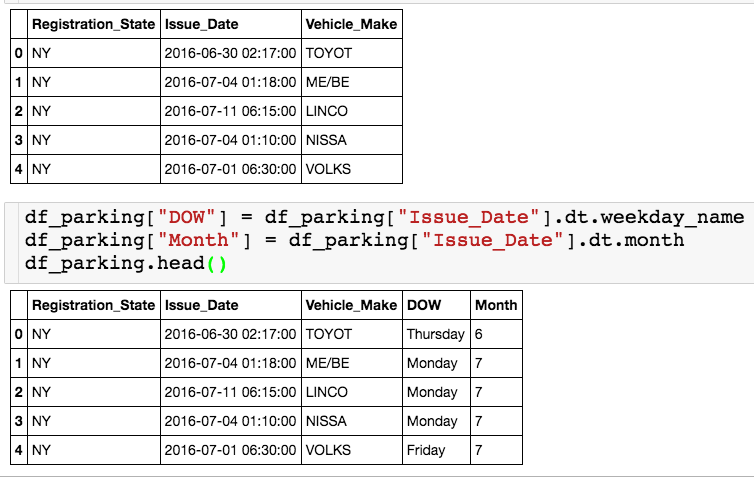 Registration_State Issue_Date Vehicle_Make
0 NY 2016-06-30 02:17:00 TOYOT
1 NY 2016-07-04 01:18:00 ME/BE
2 NY 2016-07-11 06:15:00 LINCO
3 NY 2016-07-04 01:10:00 NISSA
4 NY 2016-07-01 06:30:00 VOLKS
df_parking["DOW"] = df_parking["Issue_Date"].dt.weekday_name
df_parking["Month"] = df_parking["Issue_Date"].dt.month
df_parking.head()
Registration_State Issue_Date Vehicle_Make DOW Month
0 NY 2016-06-30 02:17:00 TOYOT Thursday 6
1 NY 2016-07-04 01:18:00 ME/BE Monday 7
2 NY 2016-07-11 06:15:00 LINCO Monday 7
3 NY 2016-07-04 01:10:00 NISSA Monday 7
4 NY 2016-07-01 06:30:00 VOLKS Friday 7